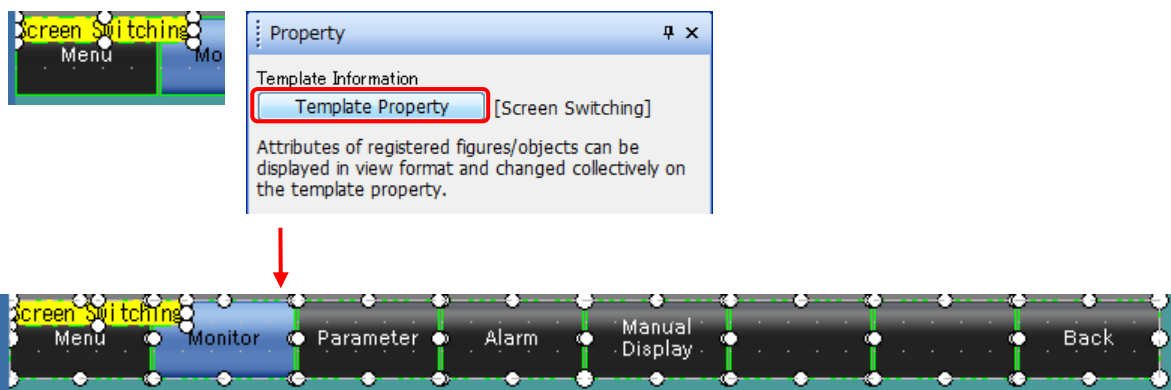 Screen Switching
Menu Mo
Property
Template Information
Template Property [Screen Switching]
Attributes of registered figures/objects can be
displayed in view format and changed collectively on
the template property.
Screen Switching
Menu Monitor Parameter Alarm Manual Display Back